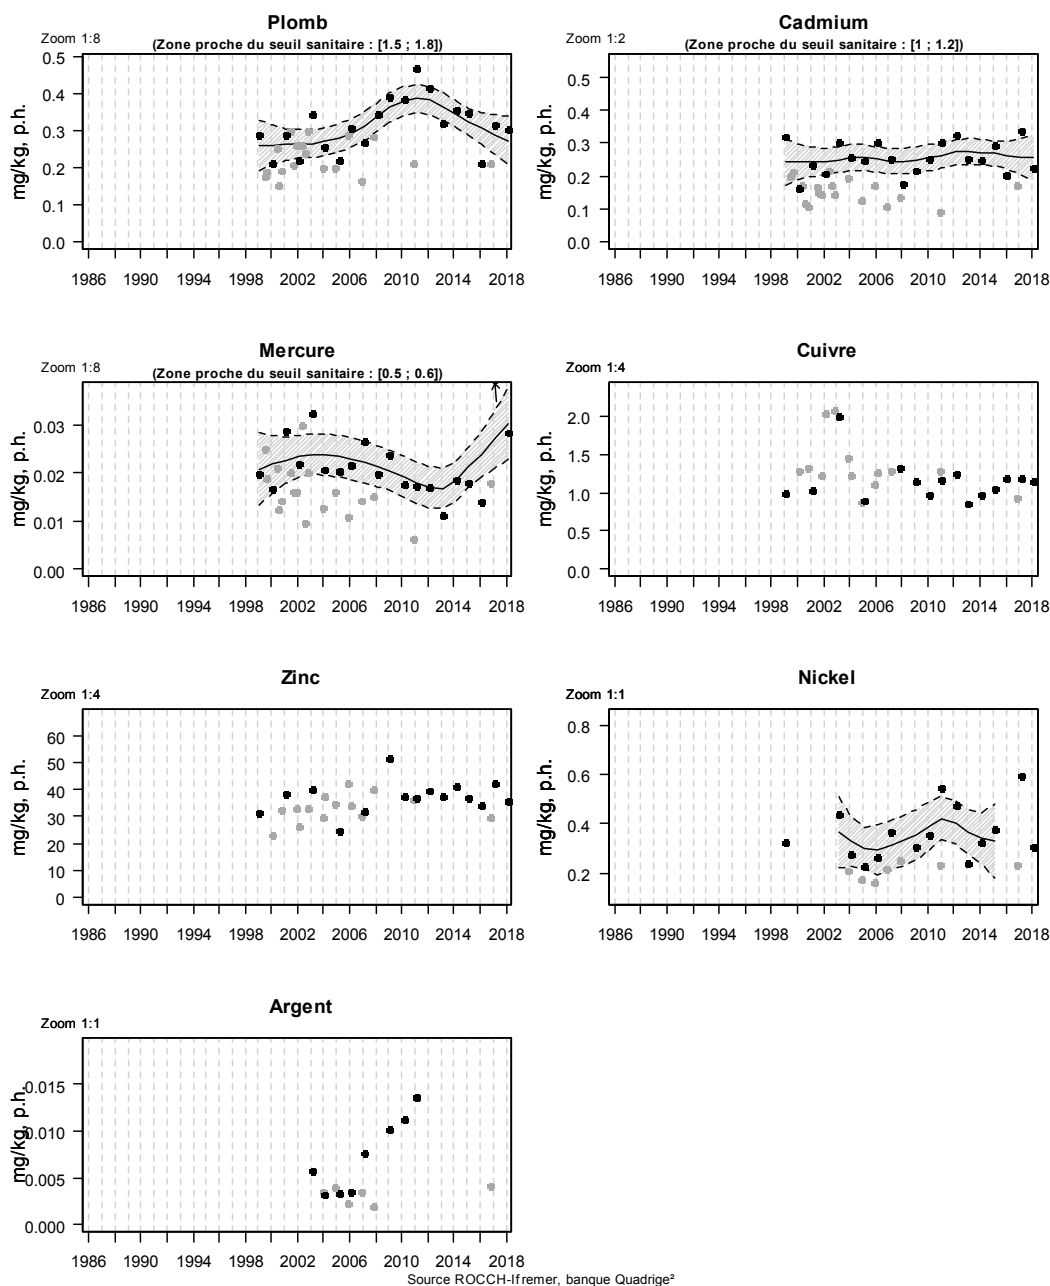 Plomb
Zoom 1:8
(Zone proche du seuil sanitaire : [1.5 ; 1.8])
mg/kg, p.h.
0.5
0.4
0.3
0.2
0.1
0.0
1986 1990 1994 1998 2002 2006 2010 2014 2018
Cadmium
Zoom 1:2
(Zone proche du seuil sanitaire : [1 ; 1.2])
mg/kg, p.h.
0.5
0.4
0.3
0.2
0.1
0.0
1986 1990 1994 1998 2002 2006 2010 2014 2018
Mercure
Zoom 1:8
(Zone proche du seuil sanitaire : [0.5 ; 0.6])
mg/kg, p.h.
0.03
0.02
0.01
0.00
1986 1990 1994 1998 2002 2006 2010 2014 2018
Cuivre
Zoom 1:4
mg/kg, p.h.
2.0
1.5
1.0
0.5
0.0
1986 1990 1994 1998 2002 2006 2010 2014 2018
Zinc
Zoom 1:4
mg/kg, p.h.
60
50
40
30
20
10
0
1986 1990 1994 1998 2002 2006 2010 2014 2018
Nickel
Zoom 1:1
mg/kg, p.h.
0.8
0.6
0.4
0.2
1986 1990 1994 1998 2002 2006 2010 2014 2018
Argent
Zoom 1:1
mg/kg, p.h.
0.015
0.010
0.005
0.000
1986 1990 1994 1998 2002 2006 2010 2014 2018
Source ROCCH-Ifremer, banque Quadrige²